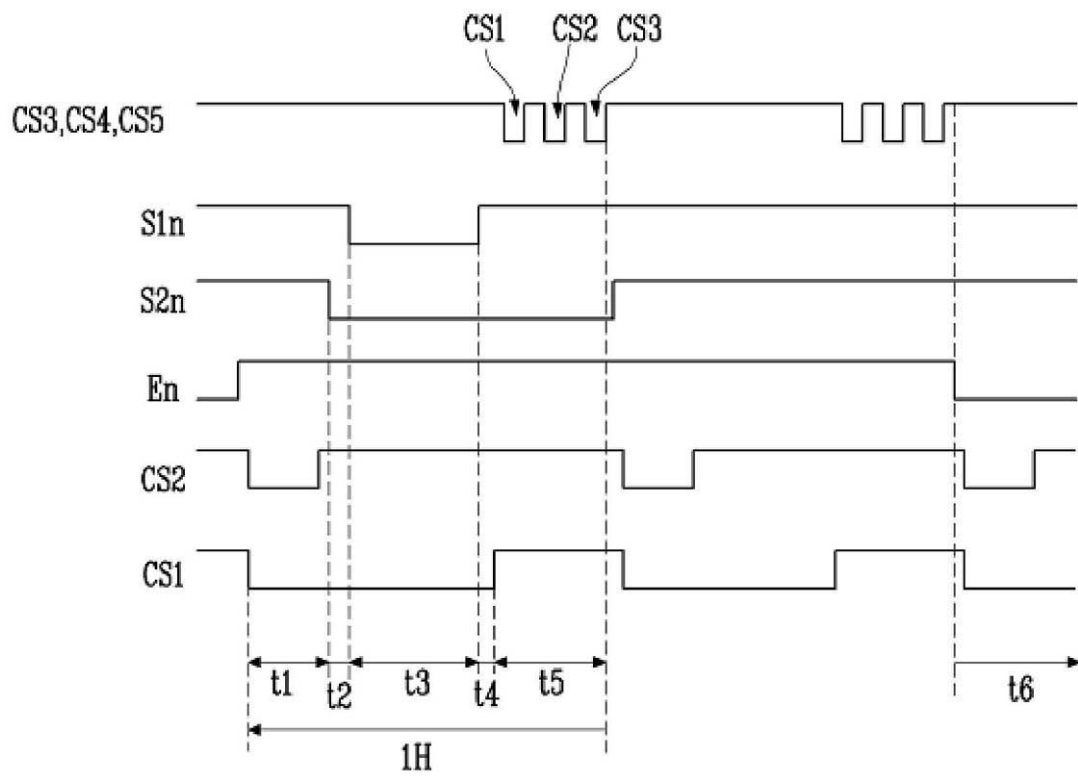 CS1 CS2 CS3
CS3,CS4,CS5
S1n
S2n
En
CS2
CS1
t1 t2 t3 t4 t5 t6
1H